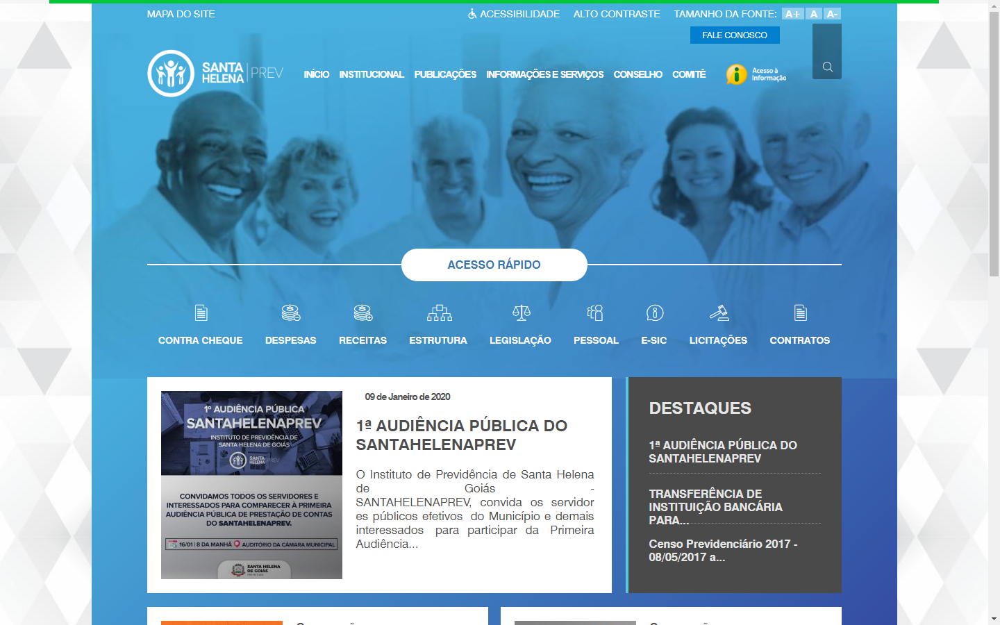 MAPA DO SITE
ACESSIBILIDADE
ALTO CONTRASTE
TAMANHO DA FONTE: A+ A A-
FALE CONOSCO
SANTA HELENA PREV
INÍCIO
INSTITUCIONAL
PUBLICAÇÕES
INFORMAÇÕES E SERVIÇOS
CONSELHO
COMITÊ
Acesso à
Informação
ACESSO RÁPIDO
CONTRA CHEQUE
DESPESAS
RECEITAS
ESTRUTURA
LEGISLAÇÃO
PESSOAL
E-SIC
LICITAÇÕES
CONTRATOS
1º AUDIÊNCIA PÚBLICA
SANTAHELENAPREV
INSTITUTO DE PREVIDÊNCIA DE
SANTA HELENA DE GOIÁS
SANTA HELENA PREV
CONVIDAMOS TODOS OS SERVIDORES E
INTERESSADOS PARA COMPARECER À PRIMEIRA
AUDIÊNCIA PÚBLICA DE PRESTAÇÃO DE CONTAS
DO SANTAHELENAPREV.
16/01 | 8 DA MANHÃ AUDITÓRIO DA CÂMARA MUNICIPAL
SANTA HELENA
DE GOIÁS
PREFEITURA
09 de Janeiro de 2020
1ª AUDIÊNCIA PÚBLICA DO
SANTAHELENAPREV
O Instituto de Previdência de Santa Helena
de Goiás -
SANTAHELENAPREV, convida os servidor
es públicos efetivos do Município e demais
interessados para participar da Primeira
Audiência...
DESTAQUES
1ª AUDIÊNCIA PÚBLICA DO
SANTAHELENAPREV
TRANSFERÊNCIA DE
INSTITUIÇÃO BANCÁRIA
PARA...
Censo Previdenciário 2017 -
08/05/2017 a...